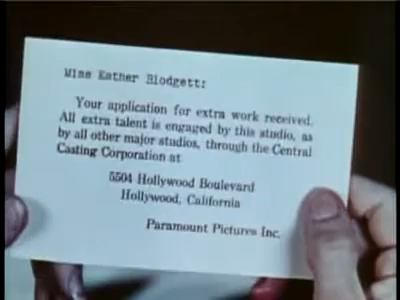 Miss Esther Blodgett:
Your application for extra work received.
All extra talent is engaged by this studio, as
by all other major studios, through the Central
Casting Corporation at
5504 Hollywood Boulevard
Hollywood, California
Paramount Pictures Inc.